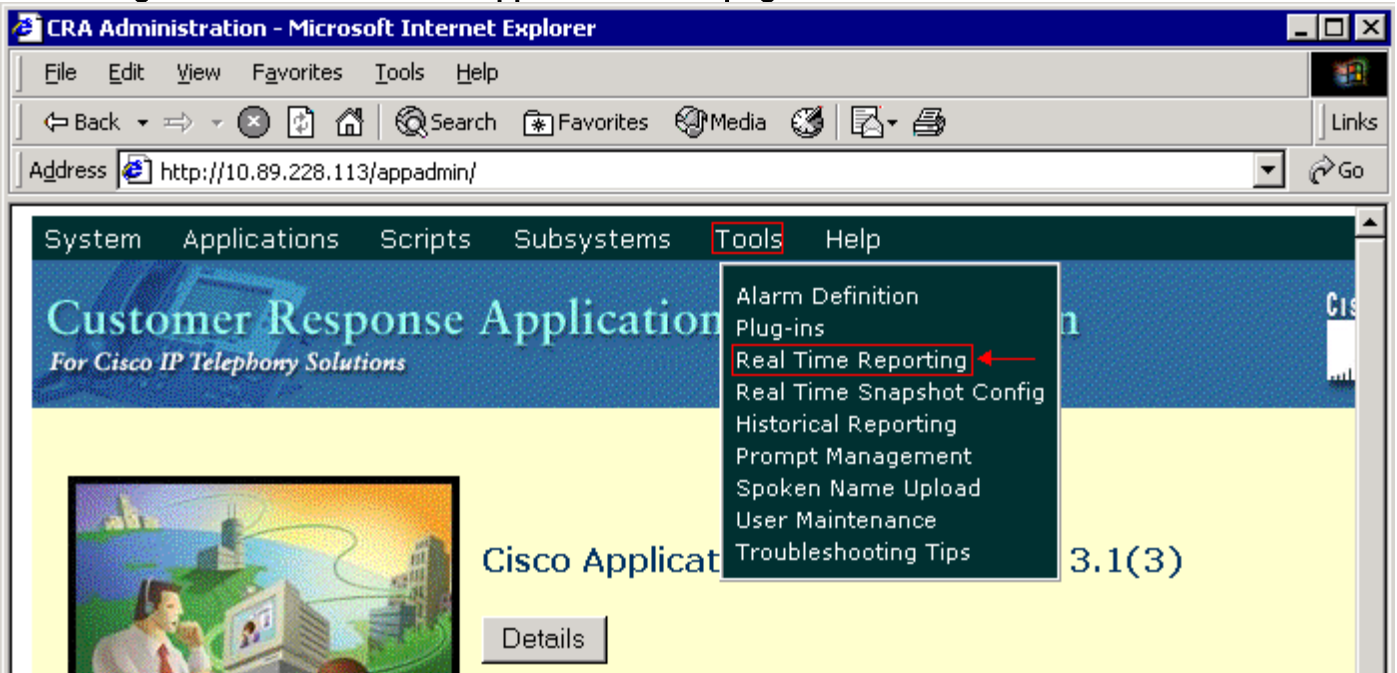 CRA Administration - Microsoft Internet Explorer
File Edit View Favorites Tools Help
Back Search Favorites Media Links
Address http://10.89.228.113/appadmin/ Go
System Applications Scripts Subsystems Tools Help
Customer Response
For Cisco IP Telephony Solutions
Alarm Definition
Plug-ins
Real Time Reporting
Real Time Snapshot Config
Historical Reporting
Prompt Management
Spoken Name Upload
User Maintenance
Troubleshooting Tips
Cisco 3.1(3)
Details